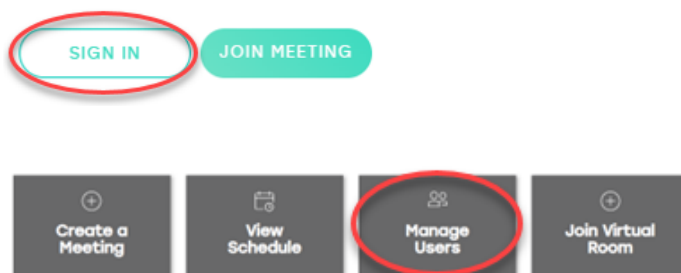 SIGN IN
JOIN MEETING
Create a
Meeting
View
Schedule
Manage
Users
Join Virtual
Room